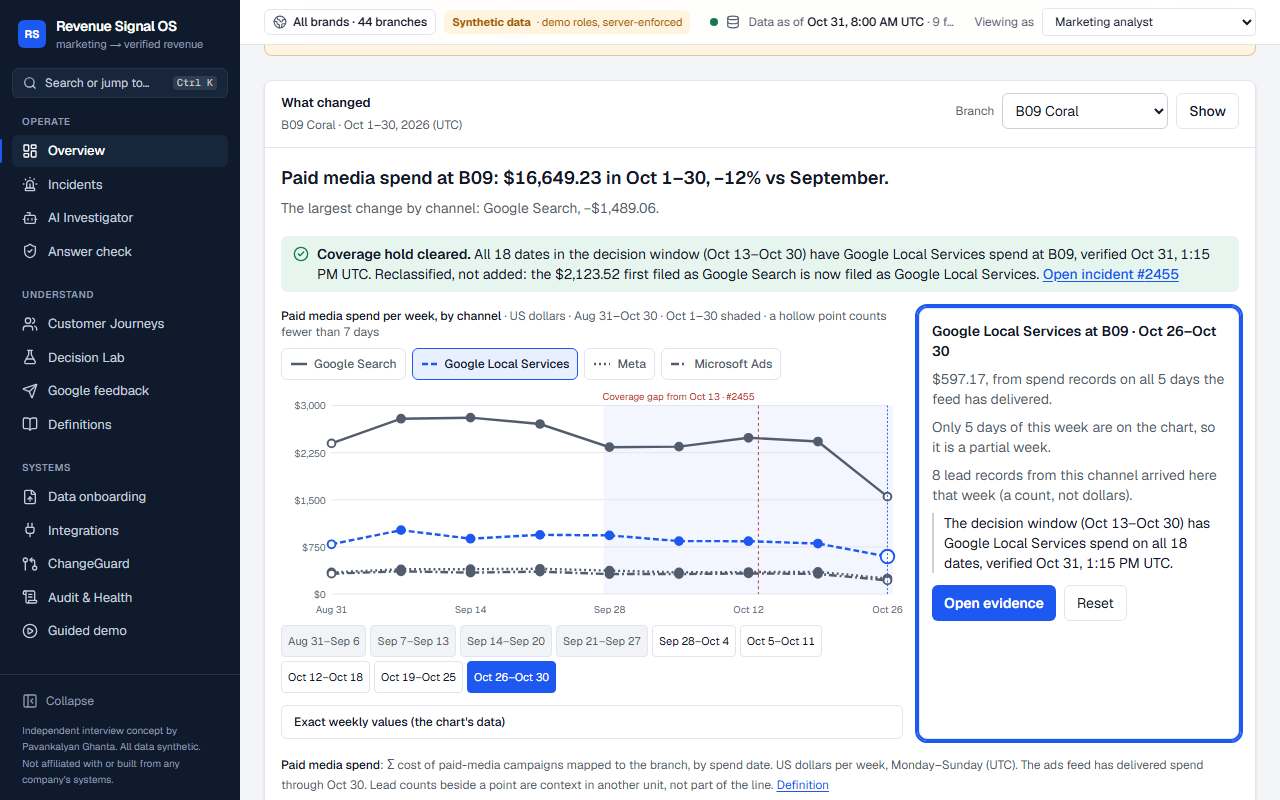 RS
Revenue Signal OS
marketing → verified revenue
Search or jump to...
Ctrl K
OPERATE
Overview
Incidents
AI Investigator
Answer check
UNDERSTAND
Customer Journeys
Decision Lab
Google feedback
Definitions
SYSTEMS
Data onboarding
Integrations
ChangeGuard
Audit & Health
Guided demo
Collapse
Independent interview concept by
Pavankalyan Ghanta. All data synthetic.
Not affiliated with or built from any
company's systems.
All brands · 44 branches
Synthetic data · demo roles, server-enforced
Data as of Oct 31, 8:00 AM UTC · 9 f...
Viewing as
Marketing analyst
What changed
B09 Coral · Oct 1–30, 2026 (UTC)
Branch
B09 Coral
Show
Paid media spend at B09: $16,649.23 in Oct 1–30, −12% vs September.
The largest change by channel: Google Search, −$1,489.06.
Coverage hold cleared. All 18 dates in the decision window (Oct 13–Oct 30) have Google Local Services spend at B09, verified Oct 31, 1:15
PM UTC. Reclassified, not added: the $2,123.52 first filed as Google Search is now filed as Google Local Services. Open incident #2455
Paid media spend per week, by channel · US dollars · Aug 31–Oct 30 · Oct 1–30 shaded · a hollow point counts
fewer than 7 days
Google Search
Google Local Services
Meta
Microsoft Ads
Coverage gap from Oct 13 · #2455
$3,000
$2,250
$1,500
$750
$0
Aug 31
Sep 14
Sep 28
Oct 12
Oct 26
Aug 31–Sep 6
Sep 7–Sep 13
Sep 14–Sep 20
Sep 21–Sep 27
Sep 28–Oct 4
Oct 5–Oct 11
Oct 12–Oct 18
Oct 19–Oct 25
Oct 26–Oct 30
Exact weekly values (the chart's data)
Google Local Services at B09 · Oct 26–Oct
30
$597.17, from spend records on all 5 days the
feed has delivered.
Only 5 days of this week are on the chart, so
it is a partial week.
8 lead records from this channel arrived here
that week (a count, not dollars).
The decision window (Oct 13–Oct 30) has
Google Local Services spend on all 18
dates, verified Oct 31, 1:15 PM UTC.
Open evidence
Reset
Paid media spend: Σ cost of paid-media campaigns mapped to the branch, by spend date. US dollars per week, Monday–Sunday (UTC). The ads feed has delivered spend
through Oct 30. Lead counts beside a point are context in another unit, not part of the line. Definition